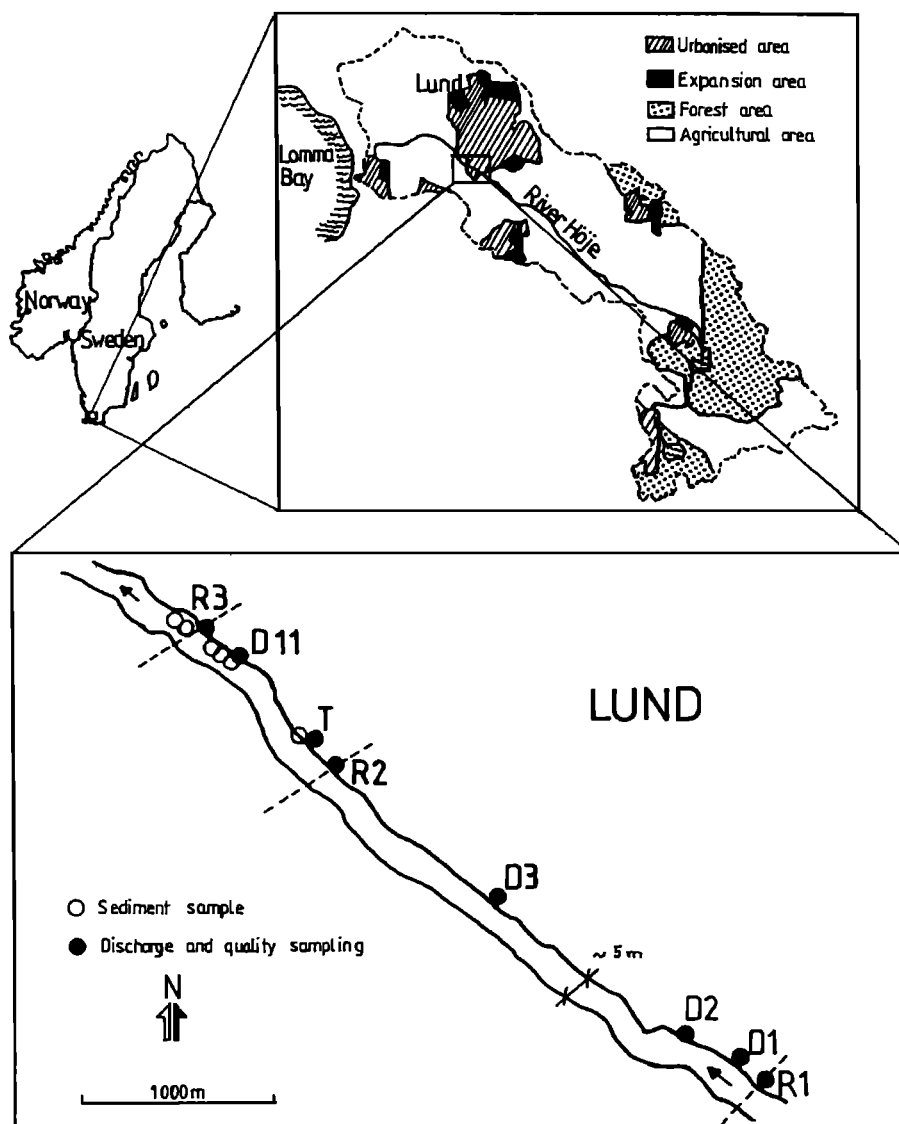 Urbanised area
Expansion area
Forest area
Agricultural area
Lund
Lomma
Bay
River Höje
Norway
Sweden
R3
D11
T
R2
LUND
D3
~ 5m
D2
D1
R1
Sediment sample
Discharge and quality sampling
N
1000m